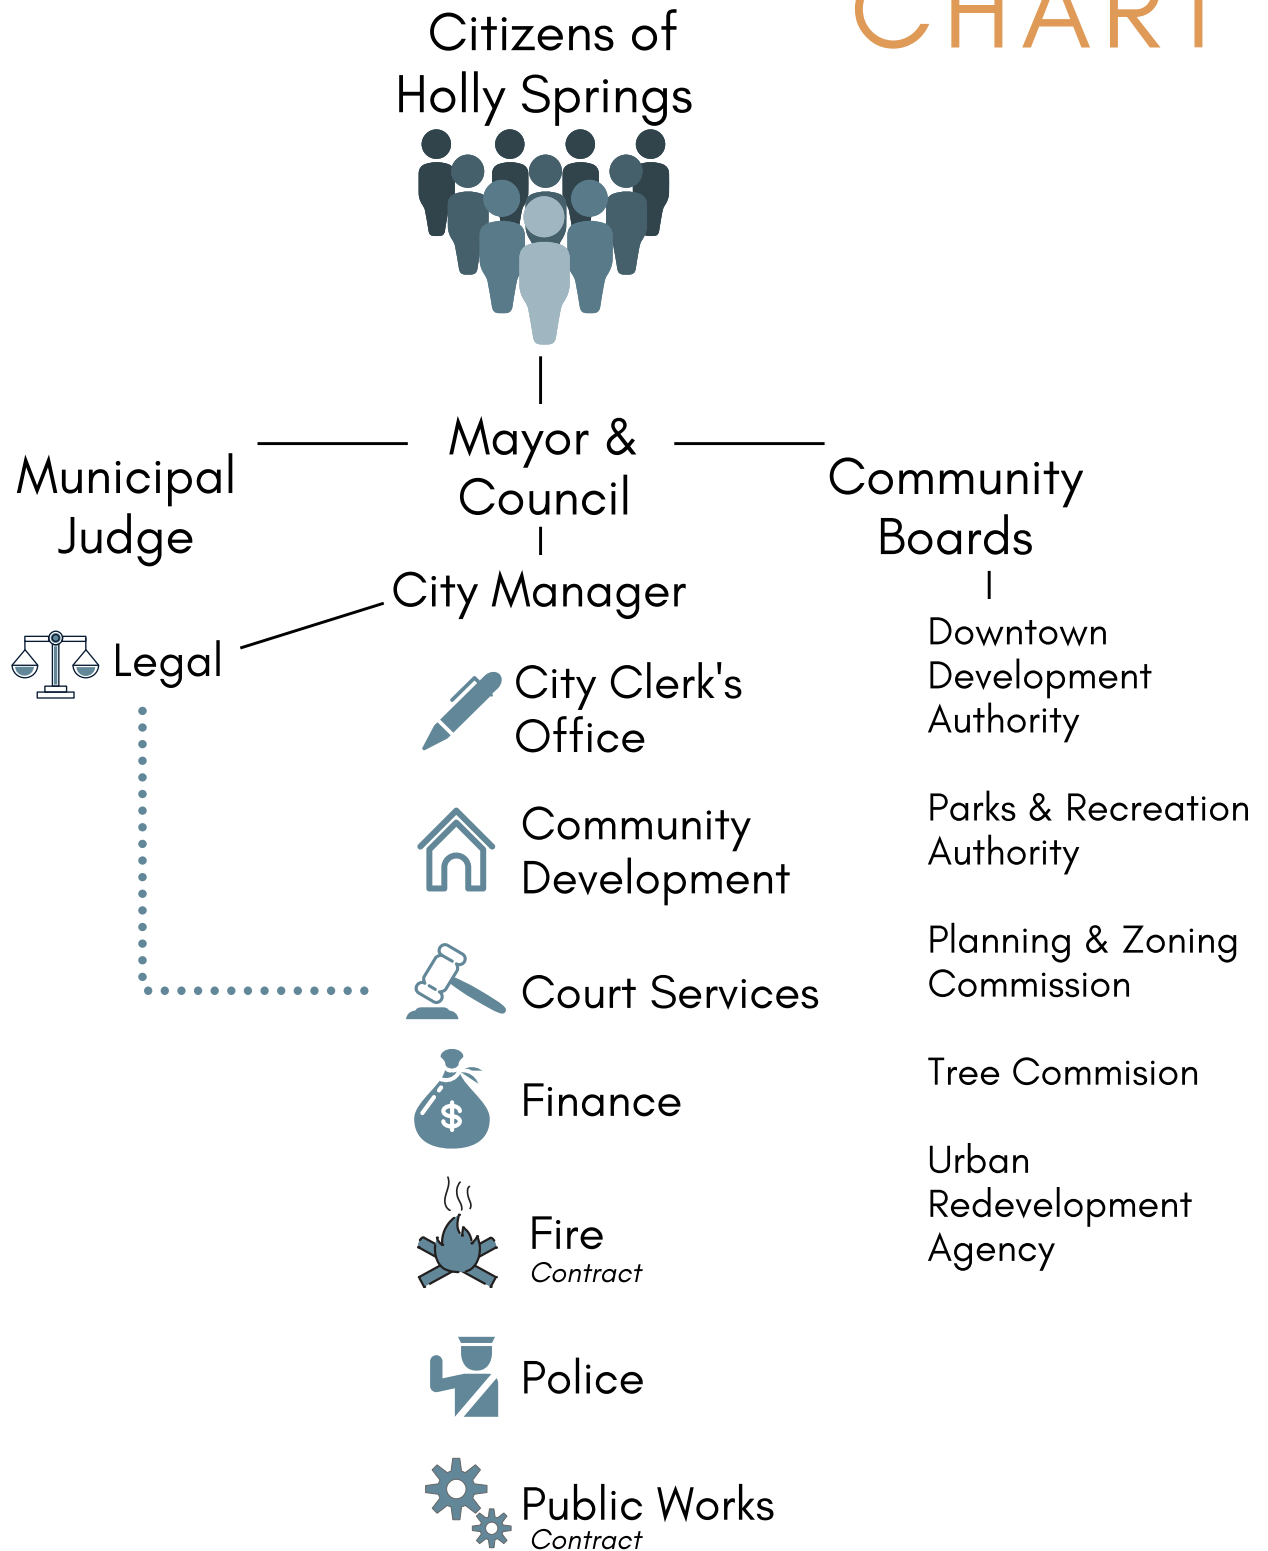 CHART
Citizens of
Holly Springs
Mayor &
Council
Municipal
Judge
Community
Boards
City Manager
Legal
City Clerk's
Office
Community
Development
Court Services
Finance
$
Fire
Contract
Police
Public Works
Contract
Downtown
Development
Authority
Parks & Recreation
Authority
Planning & Zoning
Commission
Tree Commision
Urban
Redevelopment
Agency